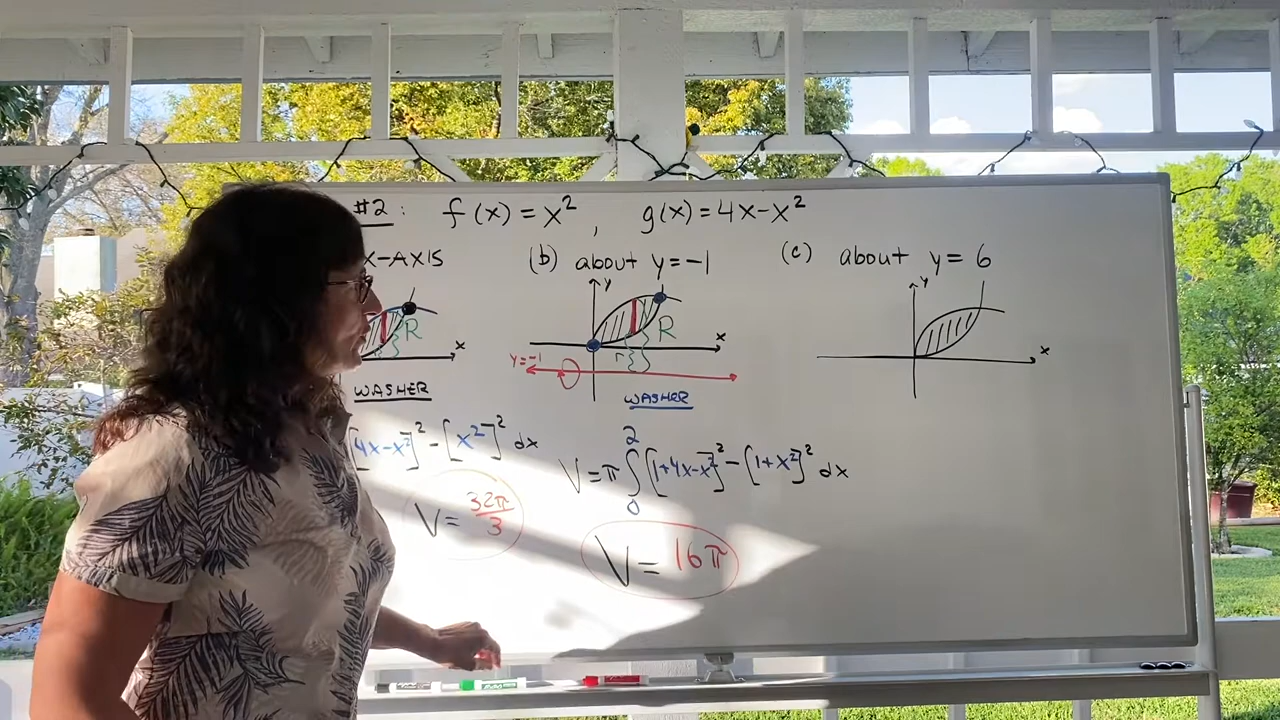 #2 : f(x) = x², g(x) = 4x-x²
X-AXIS
R
x
WASHER
[4x-x²]² - [x²]² dx
V = 32π/3
(b) about y=-1
y
R
r
x
y=-1
WASHER
V = π ∫₀² [1+4x-x²]² - [1+x²]² dx
V = 16π
(c) about y = 6
y
x